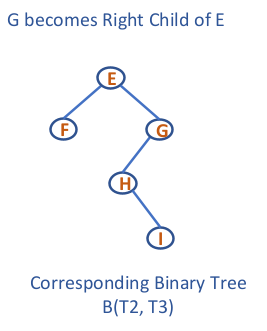 G becomes Right Child of E
E
F
G
H
I
Corresponding Binary Tree
B(T2, T3)